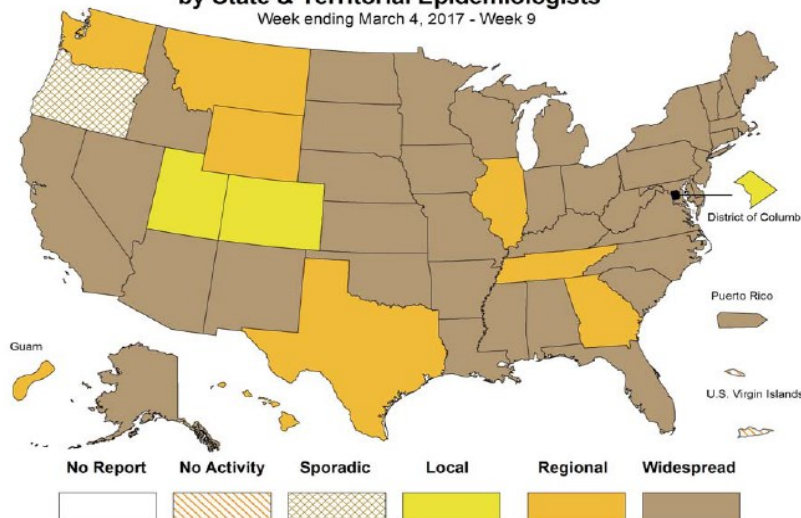 by State & Territorial Epidemiologists
Week ending March 4, 2017 - Week 9
District of Columb
Puerto Rico
Guam
U.S. Virgin Islands
No Report No Activity Sporadic Local Regional Widespread